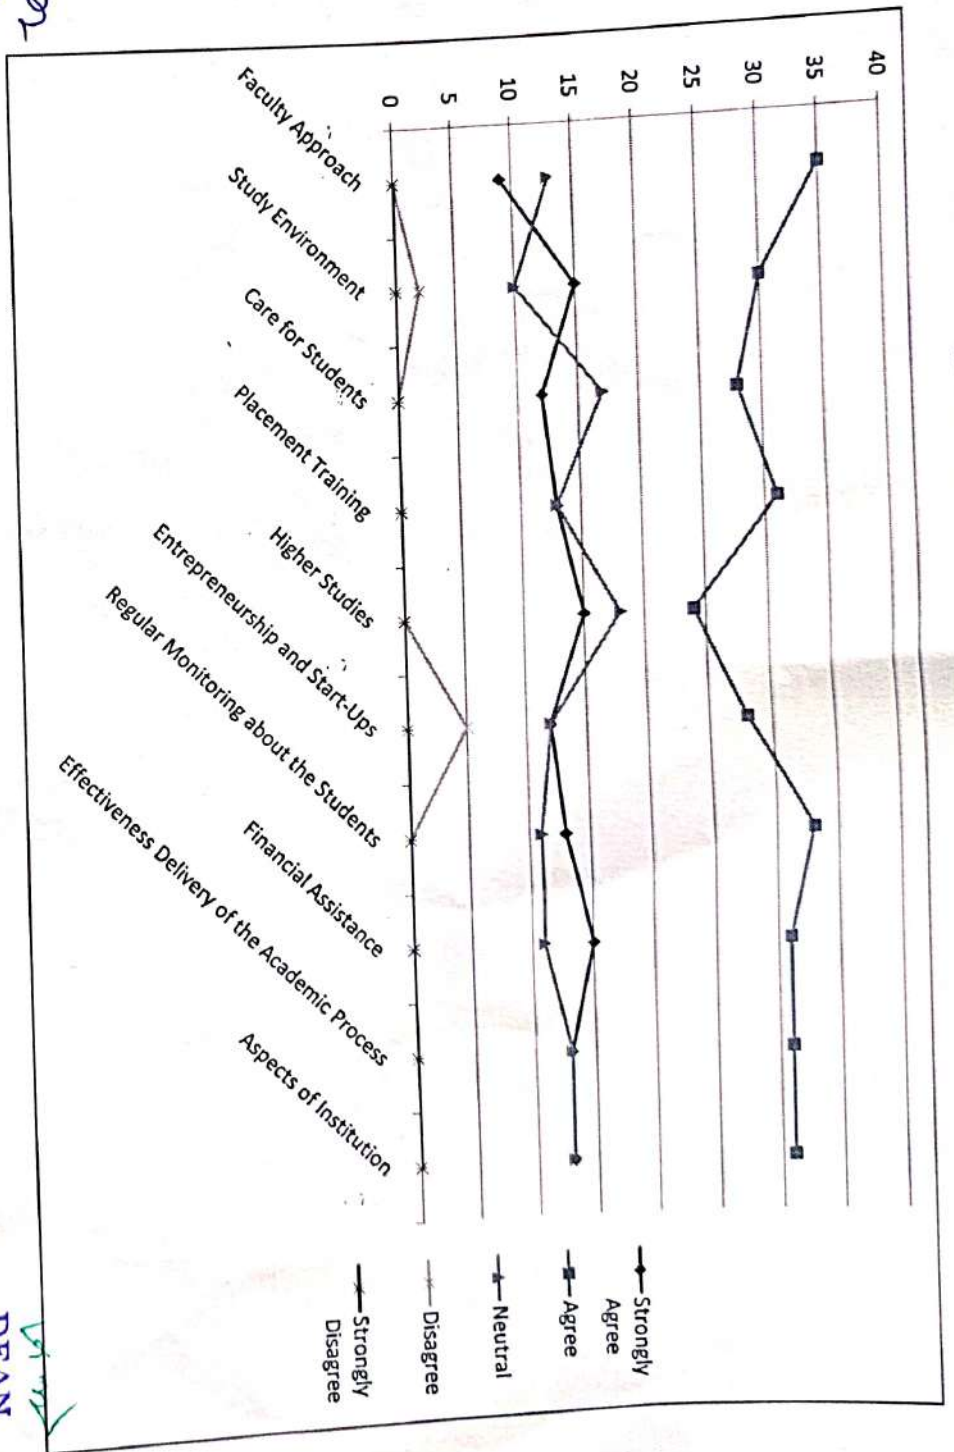 40
35
30
25
20
15
10
5
0
Faculty Approach
Study Environment
Care for Students
Placement Training
Higher Studies
Entrepreneurship and Start-Ups
Regular Monitoring about the Students
Financial Assistance
Effectiveness Delivery of the Academic Process
Aspects of Institution
Strongly
Agree
Agree
Neutral
Disagree
Strongly
Disagree
DEAN